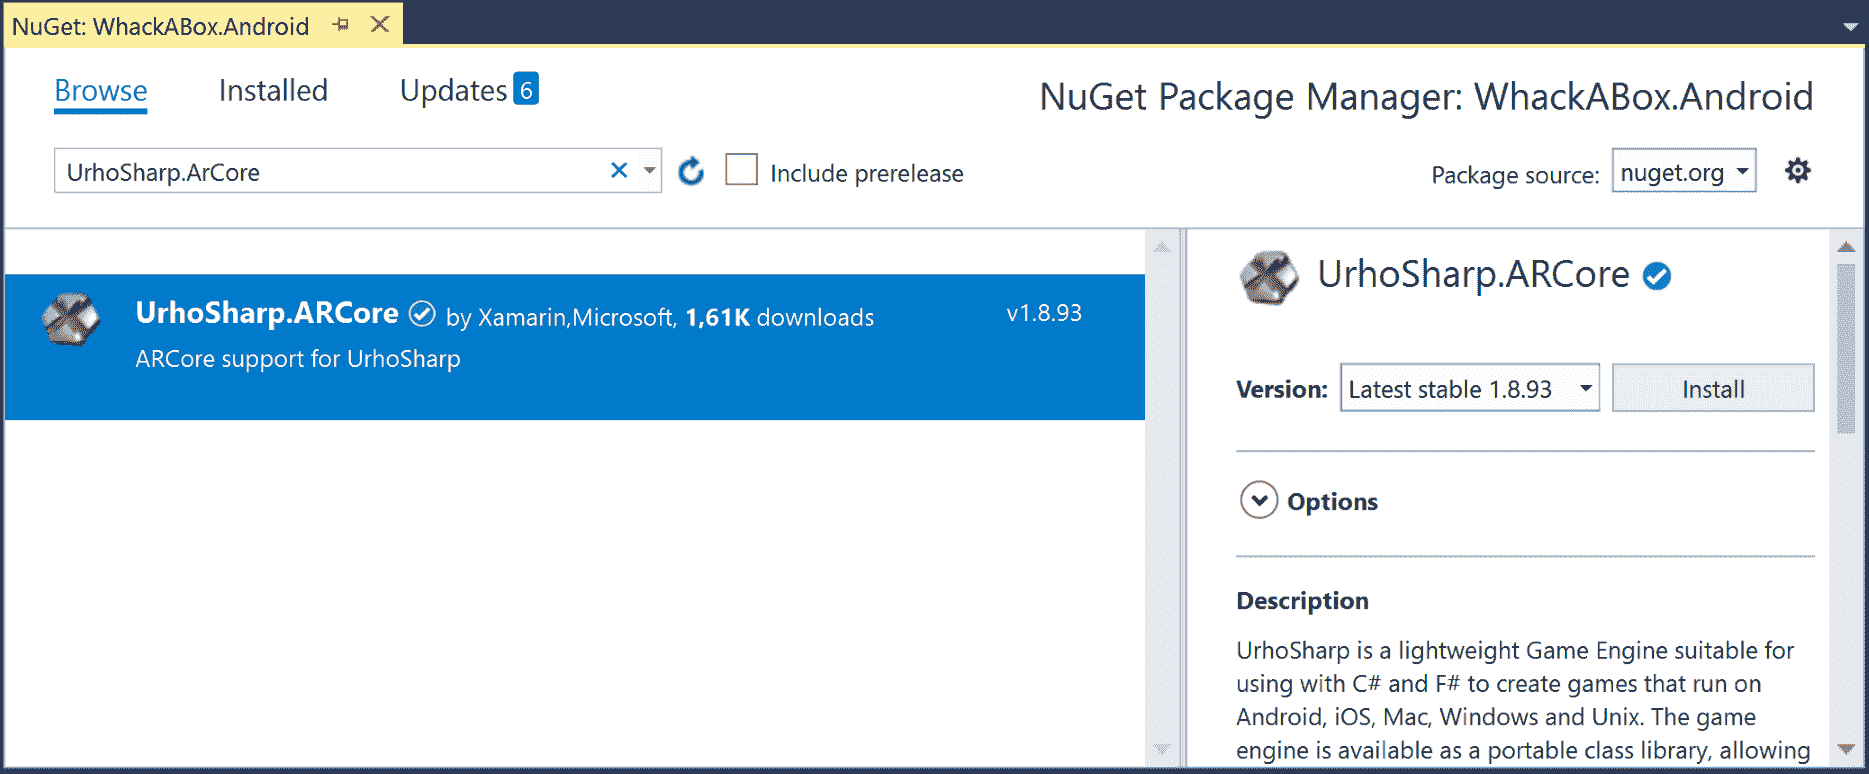 NuGet: WhackABox.Android
Browse Installed Updates 6
NuGet Package Manager: WhackABox.Android
UrhoSharp.ArCore
Include prerelease
Package source: nuget.org
UrhoSharp.ARCore by Xamarin,Microsoft, 1,61K downloads v1.8.93
ARCore support for UrhoSharp
UrhoSharp.ARCore
Version: Latest stable 1.8.93 Install
Options
Description
UrhoSharp is a lightweight Game Engine suitable for
using with C# and F# to create games that run on
Android, iOS, Mac, Windows and Unix. The game
engine is available as a portable class library, allowing